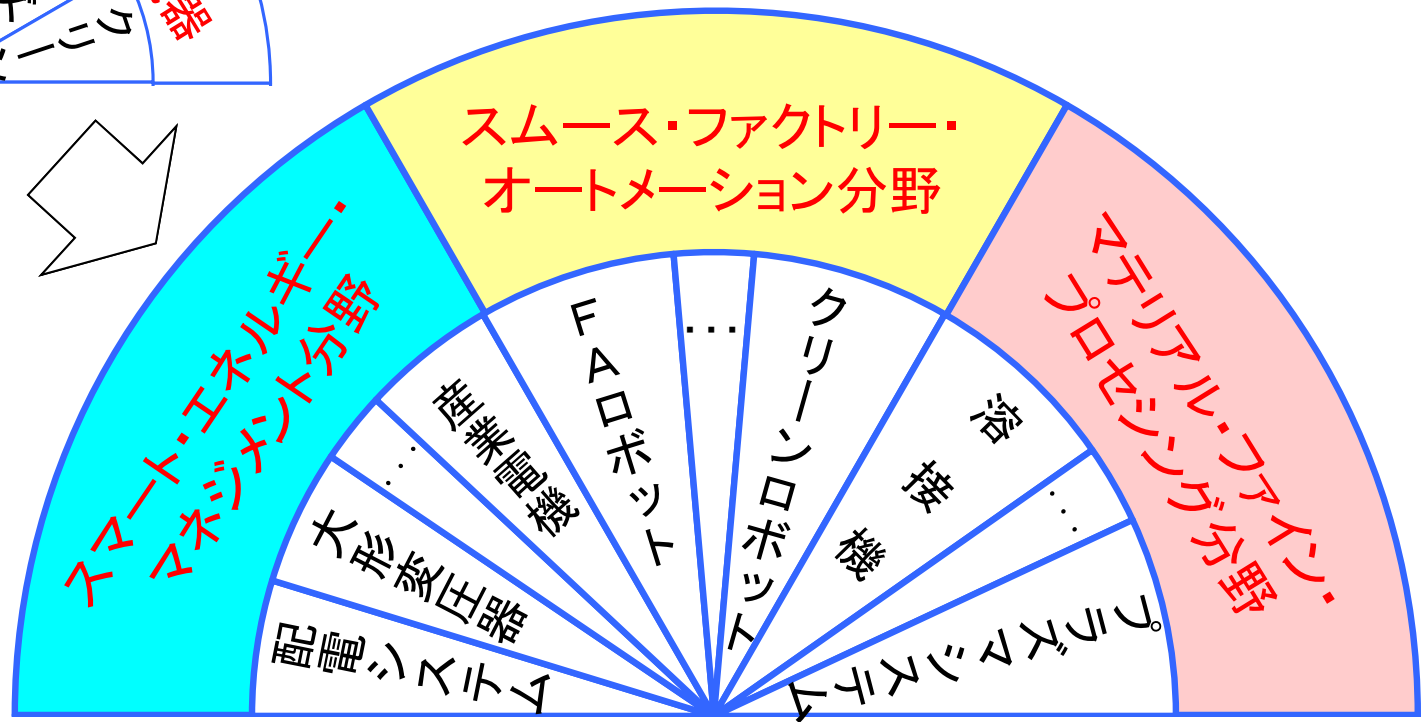 スマート・エネルギー・
マネジメント分野
スムース・ファクトリー・
オートメーション分野
マテリアル・ファイン・
プロセシング分野
配電システム
大形変圧器
…
産業電機
FAロボット
…
クリーンロボット
溶接機
…
プラズマシステム
器
クリー